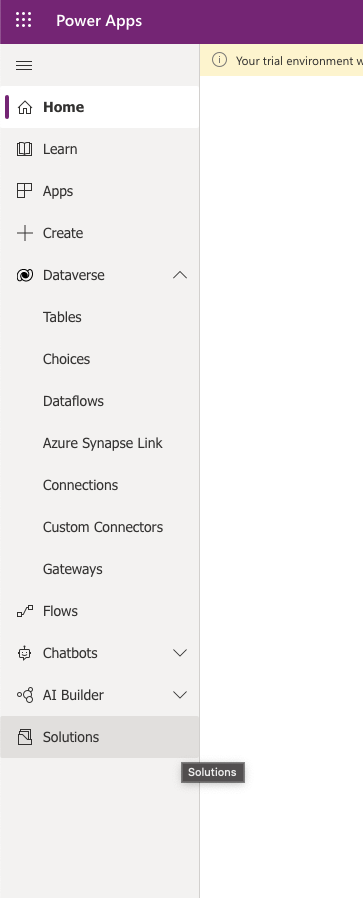 Power Apps
Your trial environment w
Home
Learn
Apps
Create
Dataverse
Tables
Choices
Dataflows
Azure Synapse Link
Connections
Custom Connectors
Gateways
Flows
Chatbots
AI Builder
Solutions
Solutions